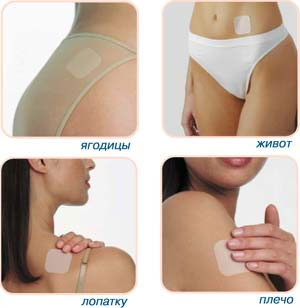 ягодицы
живот
лопатку
плечо